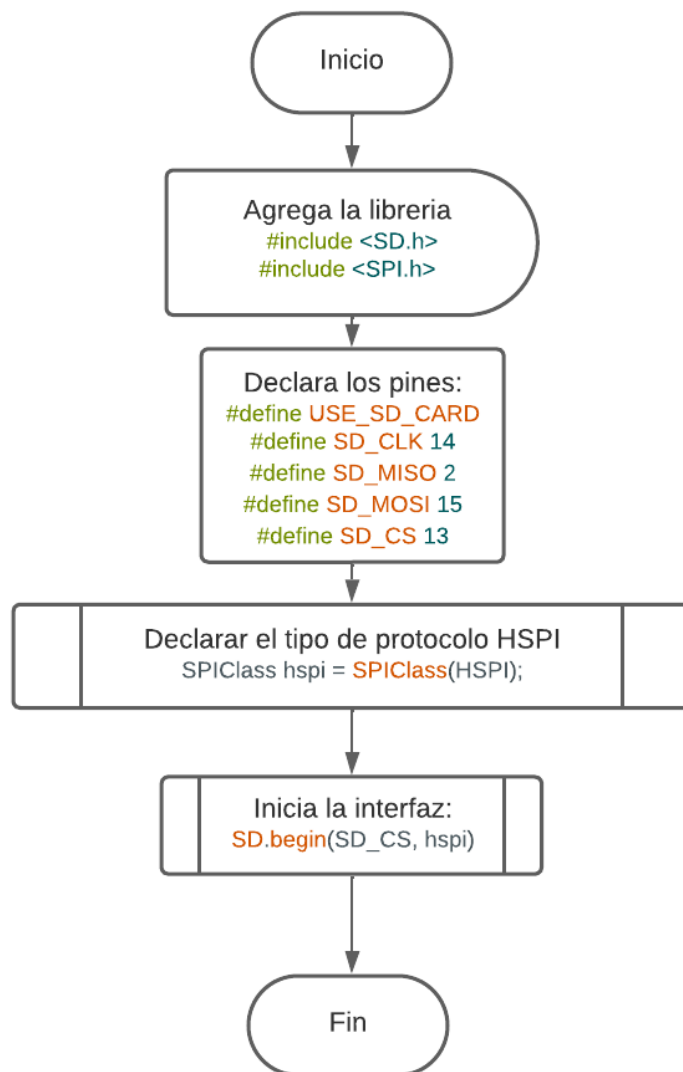 Inicio
Agrega la libreria
#include <SD.h>
#include <SPI.h>
Declara los pines:
#define USE_SD_CARD
#define SD_CLK 14
#define SD_MISO 2
#define SD_MOSI 15
#define SD_CS 13
Declarar el tipo de protocolo HSPI
SPIClass hspi = SPIClass(HSPI);
Inicia la interfaz:
SD.begin(SD_CS, hspi)
Fin